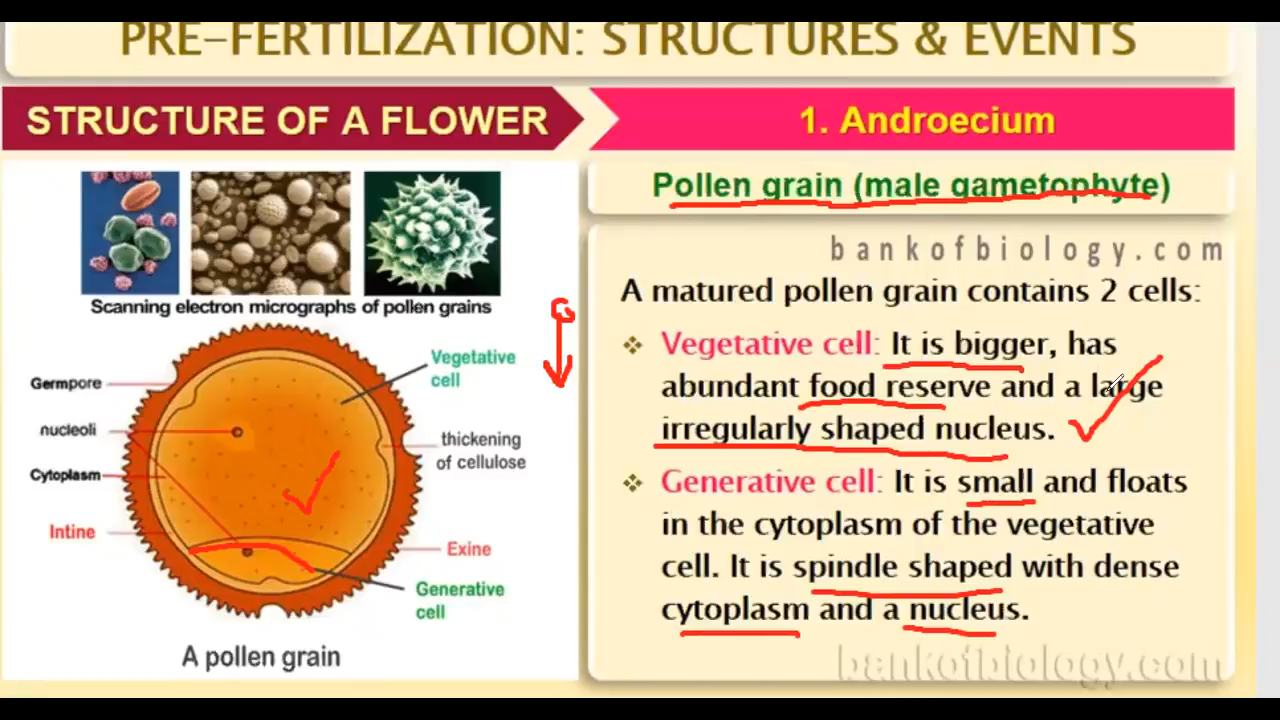 PRE-FERTILIZATION: STRUCTURES & EVENTS
STRUCTURE OF A FLOWER
1. Androecium
Scanning electron micrographs of pollen grains
Germpore
nucleoli
Cytoplasm
Intine
Vegetative
cell
thickening
of cellulose
Exine
Generative
cell
A pollen grain
Pollen grain (male gametophyte)
bankofbiology.com
A matured pollen grain contains 2 cells:
❖ Vegetative cell: It is bigger, has
abundant food reserve and a large
irregularly shaped nucleus.
❖ Generative cell: It is small and floats
in the cytoplasm of the vegetative
cell. It is spindle shaped with dense
cytoplasm and a nucleus.
bankofbiology.com